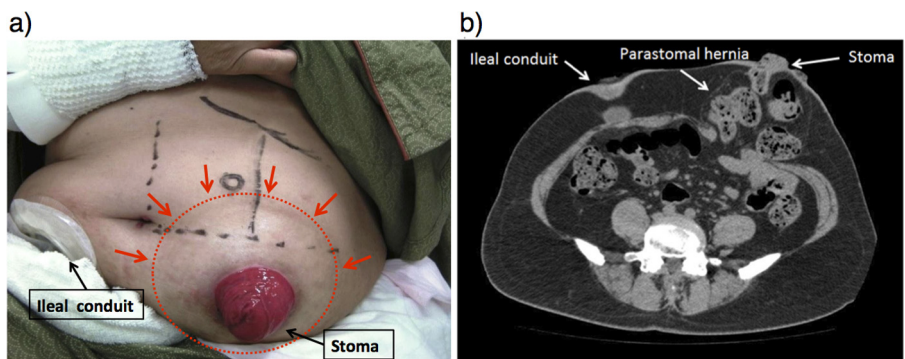 a)
b)
Ileal conduit
Stoma
Ileal conduit
Parastomal hernia
Stoma